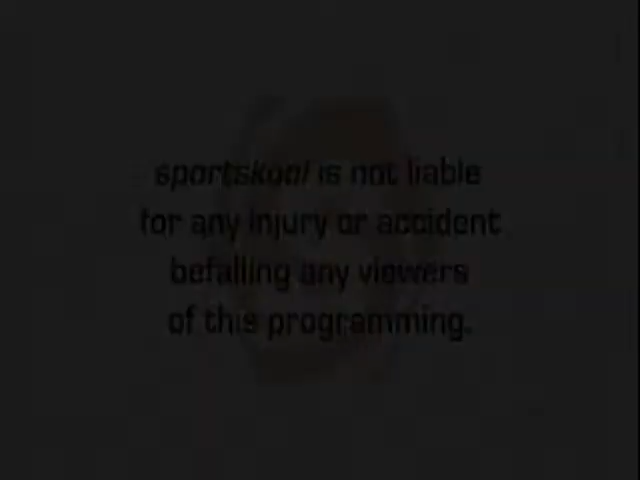 sportskool is not liable
for any injury or accident
befalling any viewers
of this programming.